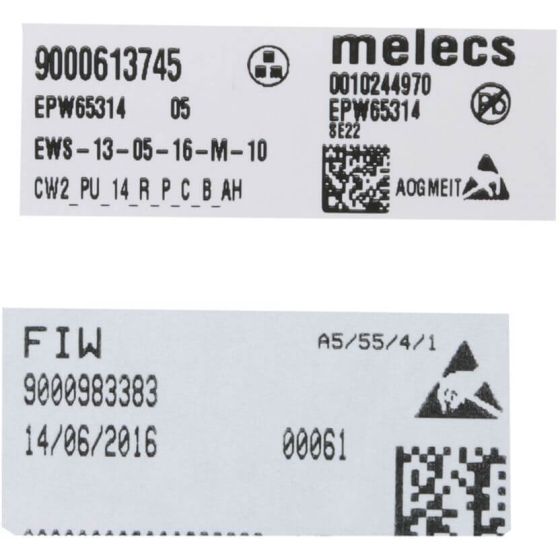 9000613745
EPW65314 05
EWS-13-05-16-M-10
CW2_PU_14_R_P_C_B_AH
melecs
0010244970
EPW65314
Pb
8E22
AOGMEIT
FIW A5/55/4/1
9000983383
14/06/2016 00061